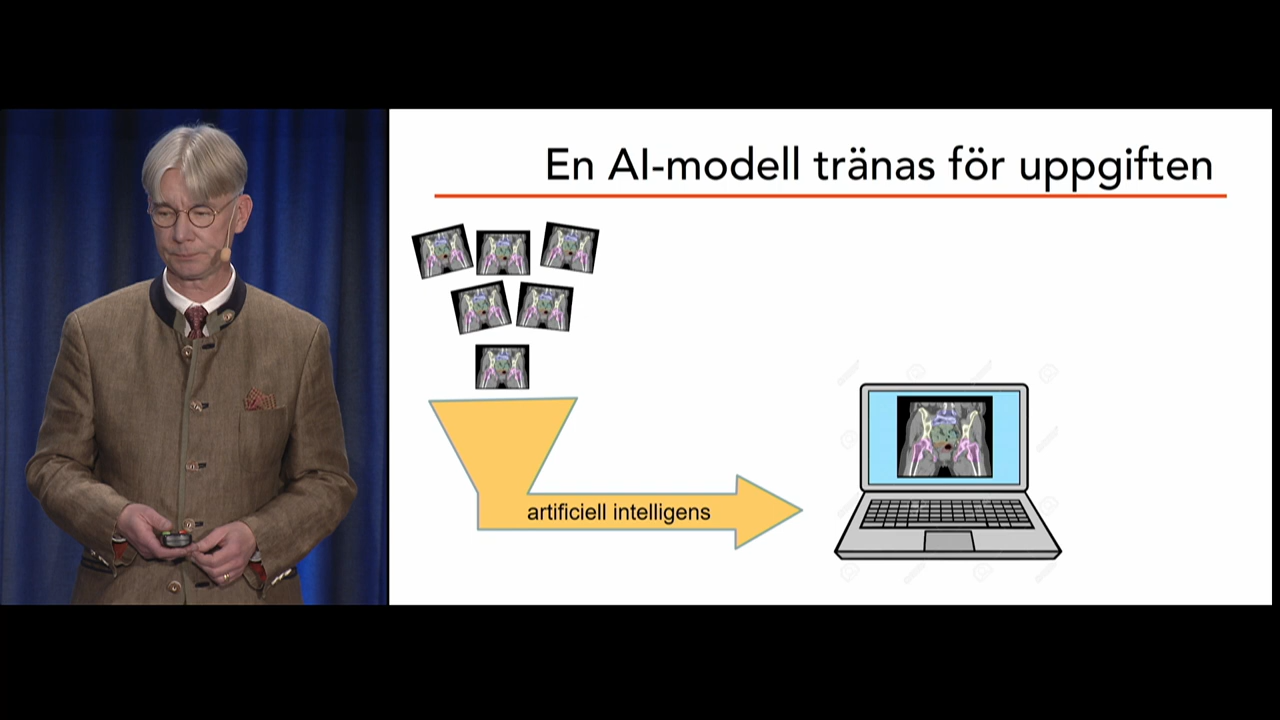 En AI-modell tränas för uppgiften
artificiell intelligens